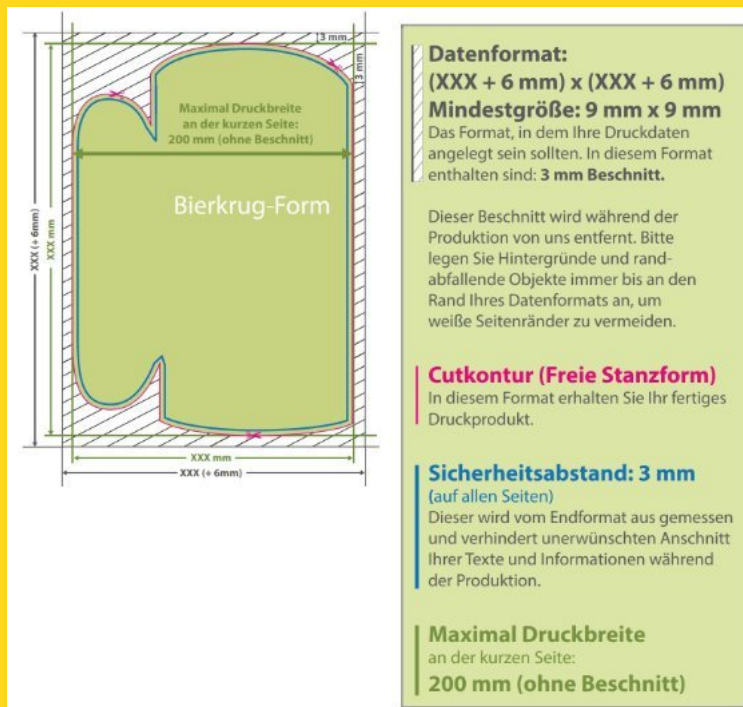 3 mm
3 mm
Maximal Druckbreite
an der kurzen Seite:
200 mm (ohne Beschnitt)
Bierkrug-Form
XXX (+ 6mm)
XXX mm
XXX mm
XXX (+ 6mm)
Datenformat:
(XXX + 6 mm) x (XXX + 6 mm)
Mindestgröße: 9 mm x 9 mm
Das Format, in dem Ihre Druckdaten
angelegt sein sollten. In diesem Format
enthalten sind: 3 mm Beschnitt.
Dieser Beschnitt wird während der
Produktion von uns entfernt. Bitte
legen Sie Hintergründe und rand-
abfallende Objekte immer bis an den
Rand Ihres Datenformats an, um
weiße Seitenränder zu vermeiden.
Cutkontur (Freie Stanzform)
In diesem Format erhalten Sie Ihr fertiges
Druckprodukt.
Sicherheitsabstand: 3 mm
(auf allen Seiten)
Dieser wird vom Endformat aus gemessen
und verhindert unerwünschten Anschnitt
Ihrer Texte und Informationen während
der Produktion.
Maximal Druckbreite
an der kurzen Seite:
200 mm (ohne Beschnitt)